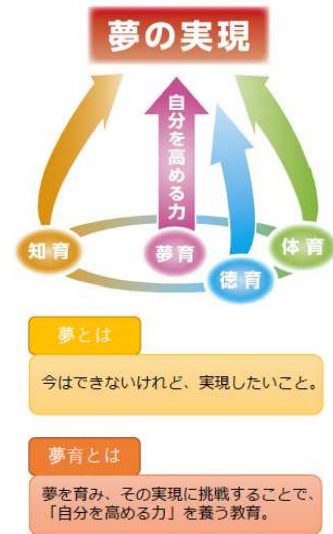 夢の実現
自分を高める力
知育
夢育
徳育
体育
夢とは
今はできないけれど、実現したいこと。
夢育とは
夢を育み、その実現に挑戦することで、
「自分を高める力」を養う教育。